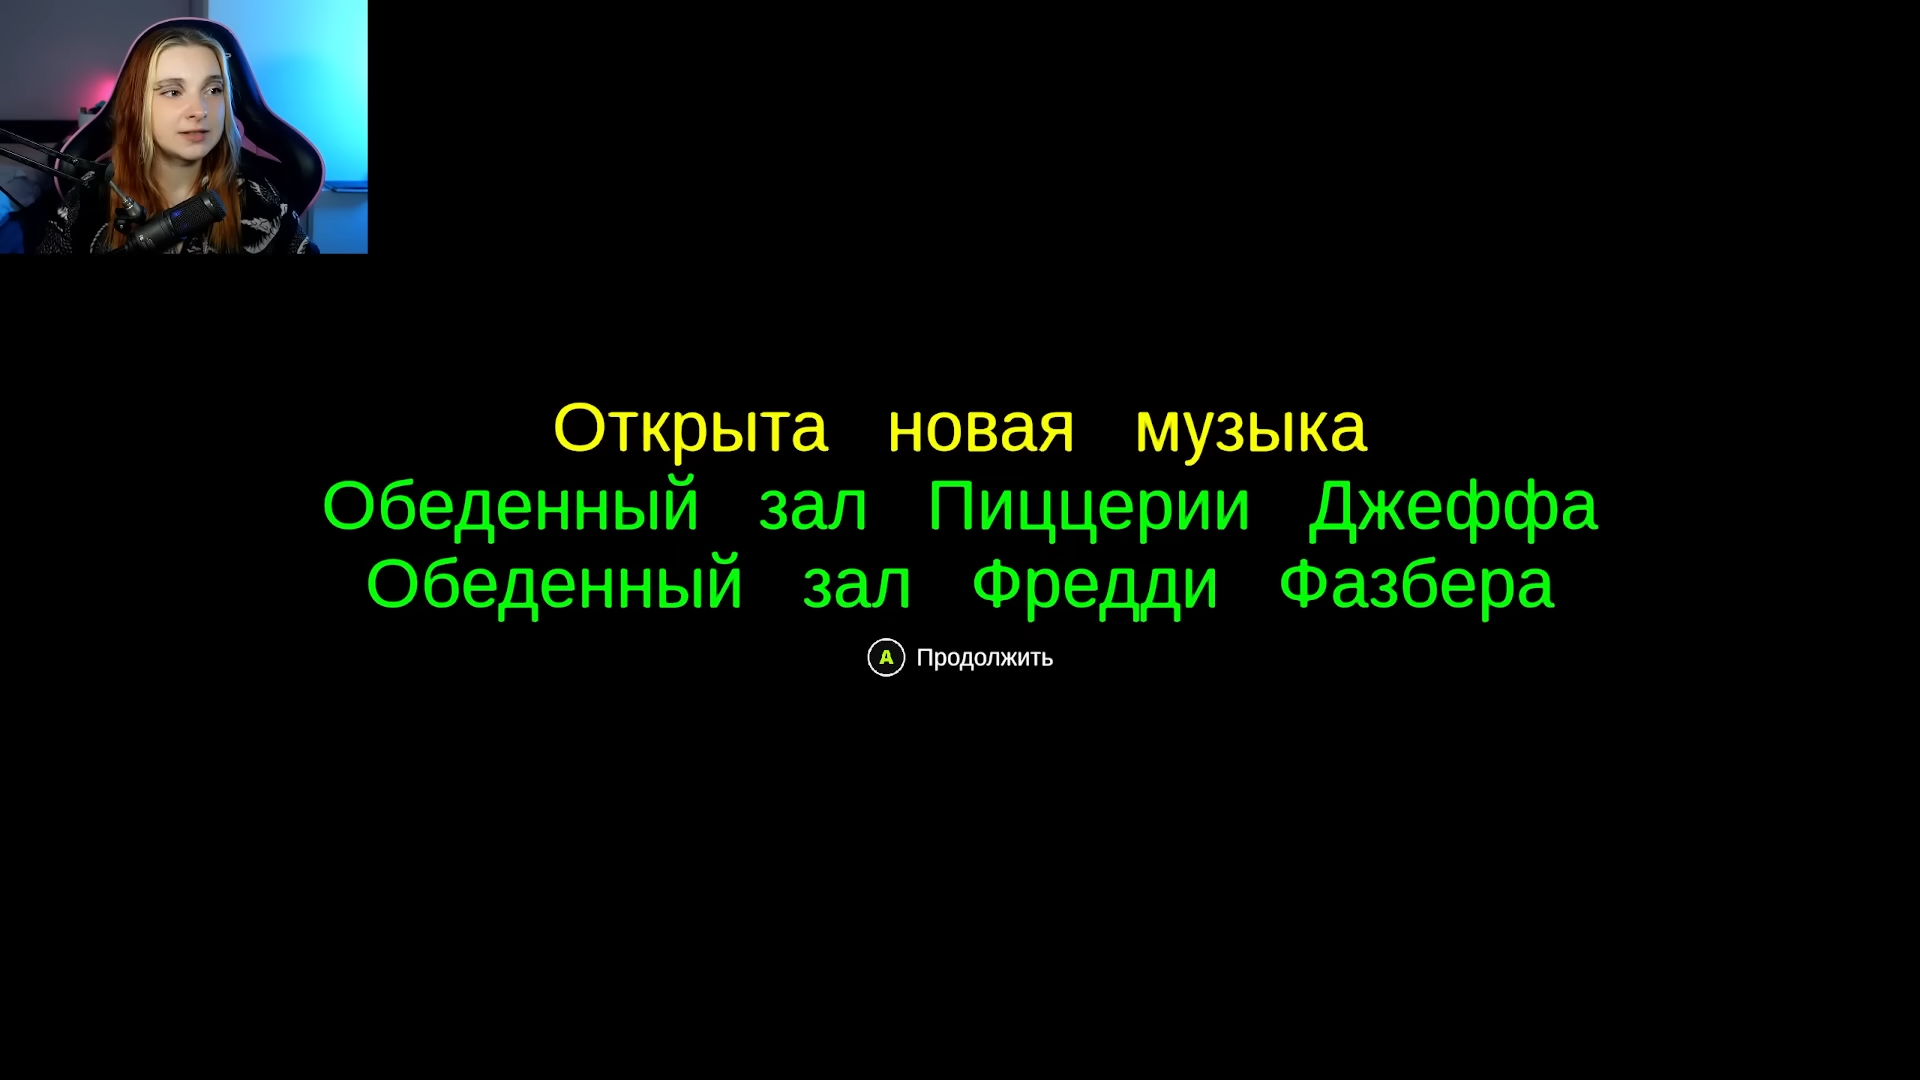 Открыта новая музыка
Обеденный зал Пиццерии Джеффа
Обеденный зал Фредди Фазбера
A Продолжить